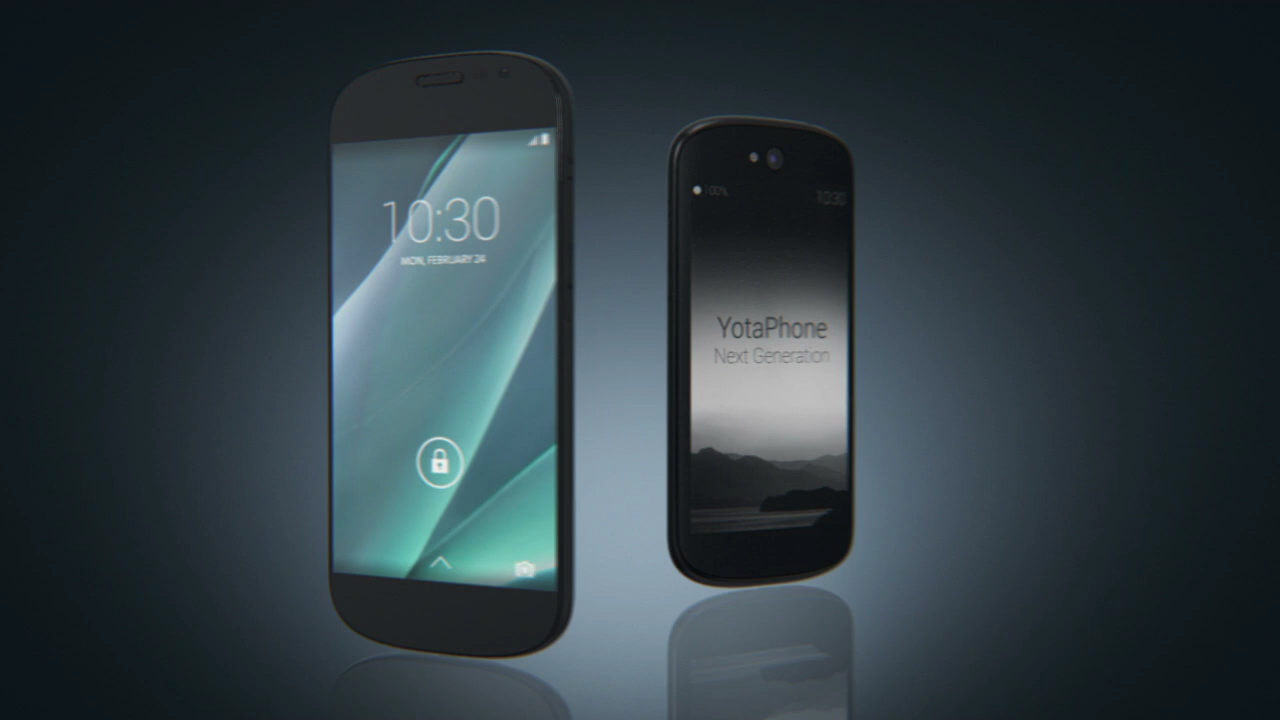 10:30
MON, FEBRUARY 24
100%
10:30
YotaPhone
Next Generation